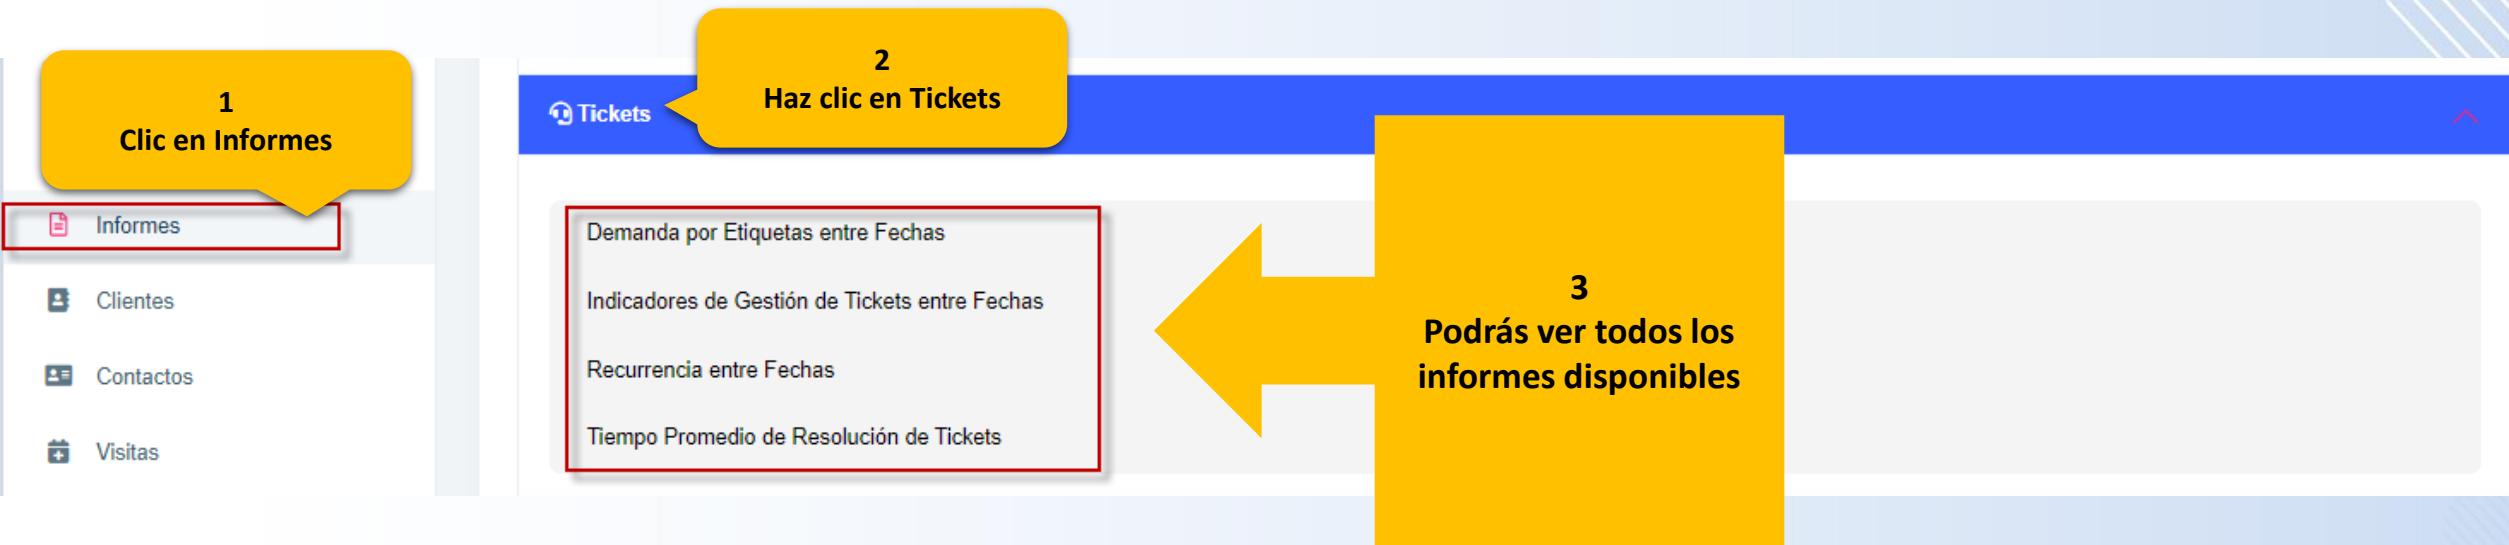 1
Clic en Informes
2
Haz clic en Tickets
Tickets
Informes
Clientes
Contactos
Visitas
Demanda por Etiquetas entre Fechas
Indicadores de Gestión de Tickets entre Fechas
Recurrencia entre Fechas
Tiempo Promedio de Resolución de Tickets
3
Podrás ver todos los
informes disponibles